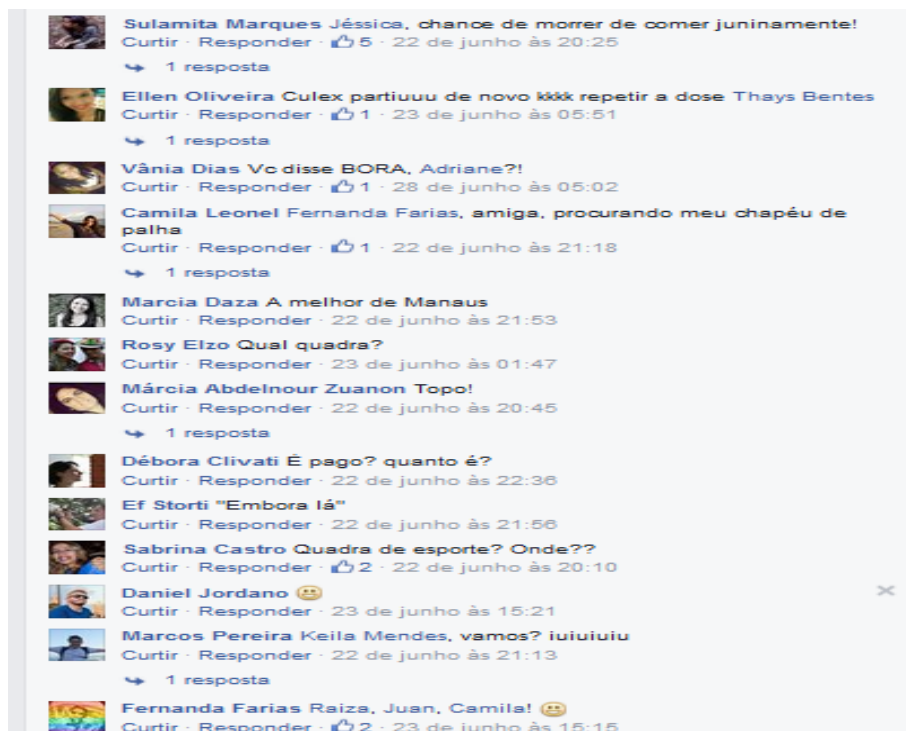 Sulamita Marques Jéssica, chance de morrer de comer juninamente!
Curtir · Responder · 5 · 22 de junho às 20:25
1 resposta
Ellen Oliveira Culex partiuuu de novo kkkk repetir a dose Thays Bentes
Curtir · Responder · 1 · 23 de junho às 05:51
1 resposta
Vânia Dias Vc disse BORA, Adriane?!
Curtir · Responder · 1 · 28 de junho às 05:02
Camila Leonel Fernanda Farias, amiga, procurando meu chapéu de
palha
Curtir · Responder · 1 · 22 de junho às 21:18
1 resposta
Marcia Daza A melhor de Manaus
Curtir · Responder · 22 de junho às 21:53
Rosy Elzo Qual quadra?
Curtir · Responder · 23 de junho às 01:47
Márcia Abdelnour Zuanon Topo!
Curtir · Responder · 22 de junho às 20:45
1 resposta
Débora Clivati É pago? quanto é?
Curtir · Responder · 22 de junho às 22:36
Ef Storti "Embora lá"
Curtir · Responder · 22 de junho às 21:56
Sabrina Castro Quadra de esporte? Onde??
Curtir · Responder · 2 · 22 de junho às 20:10
Daniel Jordano
Curtir · Responder · 23 de junho às 15:21
Marcos Pereira Keila Mendes, vamos? iuiuiuiu
Curtir · Responder · 22 de junho às 21:13
1 resposta
Fernanda Farias Raiza, Juan, Camila!
Curtir · Responder · 2 · 23 de junho às 15:15